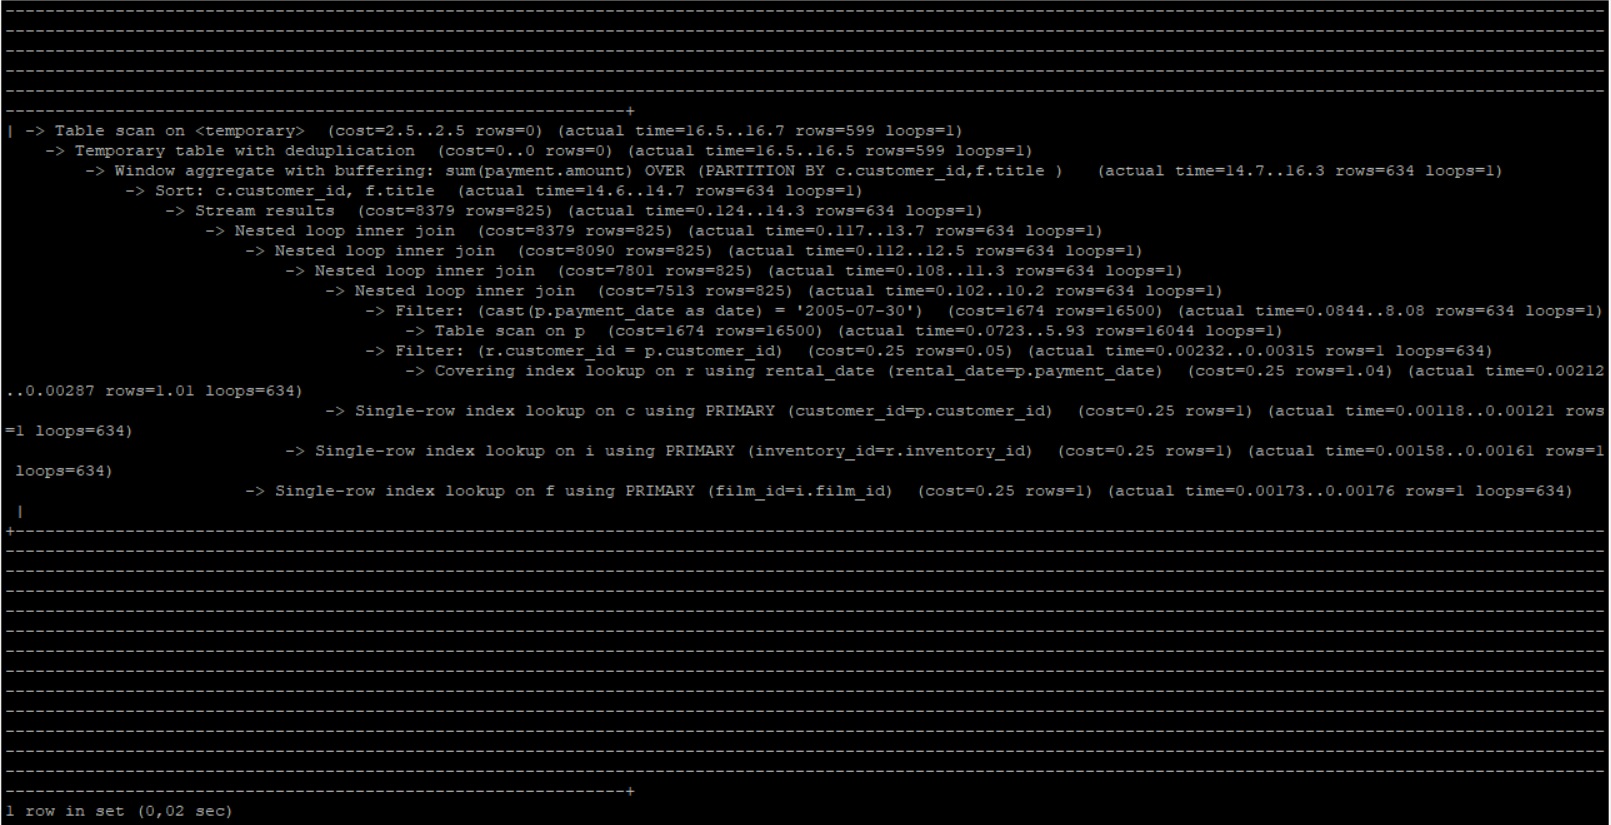 | -> Table scan on <temporary>  (cost=2.5..2.5 rows=0) (actual time=16.5..16.7 rows=599 loops=1)
    -> Temporary table with deduplication  (cost=0..0 rows=0) (actual time=16.5..16.5 rows=599 loops=1)
        -> Window aggregate with buffering: sum(payment.amount) OVER (PARTITION BY c.customer_id,f.title )   (actual time=14.7..16.3 rows=634 loops=1)
            -> Sort: c.customer_id, f.title  (actual time=14.6..14.7 rows=634 loops=1)
                -> Stream results  (cost=8379 rows=825) (actual time=0.124..14.3 rows=634 loops=1)
                    -> Nested loop inner join  (cost=8379 rows=825) (actual time=0.117..13.7 rows=634 loops=1)
                        -> Nested loop inner join  (cost=8090 rows=825) (actual time=0.112..12.5 rows=634 loops=1)
                            -> Nested loop inner join  (cost=7801 rows=825) (actual time=0.108..11.3 rows=634 loops=1)
                                -> Nested loop inner join  (cost=7513 rows=825) (actual time=0.102..10.2 rows=634 loops=1)
                                    -> Filter: (cast(p.payment_date as date) = '2005-07-30')  (cost=1674 rows=16500) (actual time=0.0844..8.08 rows=634 loops=1)
                                        -> Table scan on p  (cost=1674 rows=16500) (actual time=0.0723..5.93 rows=16044 loops=1)
                                    -> Filter: (r.customer_id = p.customer_id)  (cost=0.25 rows=0.05) (actual time=0.00232..0.00315 rows=1 loops=634)
                                        -> Covering index lookup on r using rental_date (rental_date=p.payment_date)  (cost=0.25 rows=1.04) (actual time=0.00212
..0.00287 rows=1.01 loops=634)
                                -> Single-row index lookup on c using PRIMARY (customer_id=p.customer_id)  (cost=0.25 rows=1) (actual time=0.00118..0.00121 rows
=1 loops=634)
                            -> Single-row index lookup on i using PRIMARY (inventory_id=r.inventory_id)  (cost=0.25 rows=1) (actual time=0.00158..0.00161 rows=1
 loops=634)
                        -> Single-row index lookup on f using PRIMARY (film_id=i.film_id)  (cost=0.25 rows=1) (actual time=0.00173..0.00176 rows=1 loops=634)
 |
1 row in set (0,02 sec)